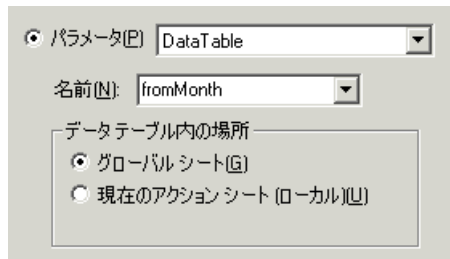 パラメータ(P) DataTable
名前(N): fromMonth
データ テーブル内の場所
グローバル シート(G)
現在のアクション シート (ローカル)(U)